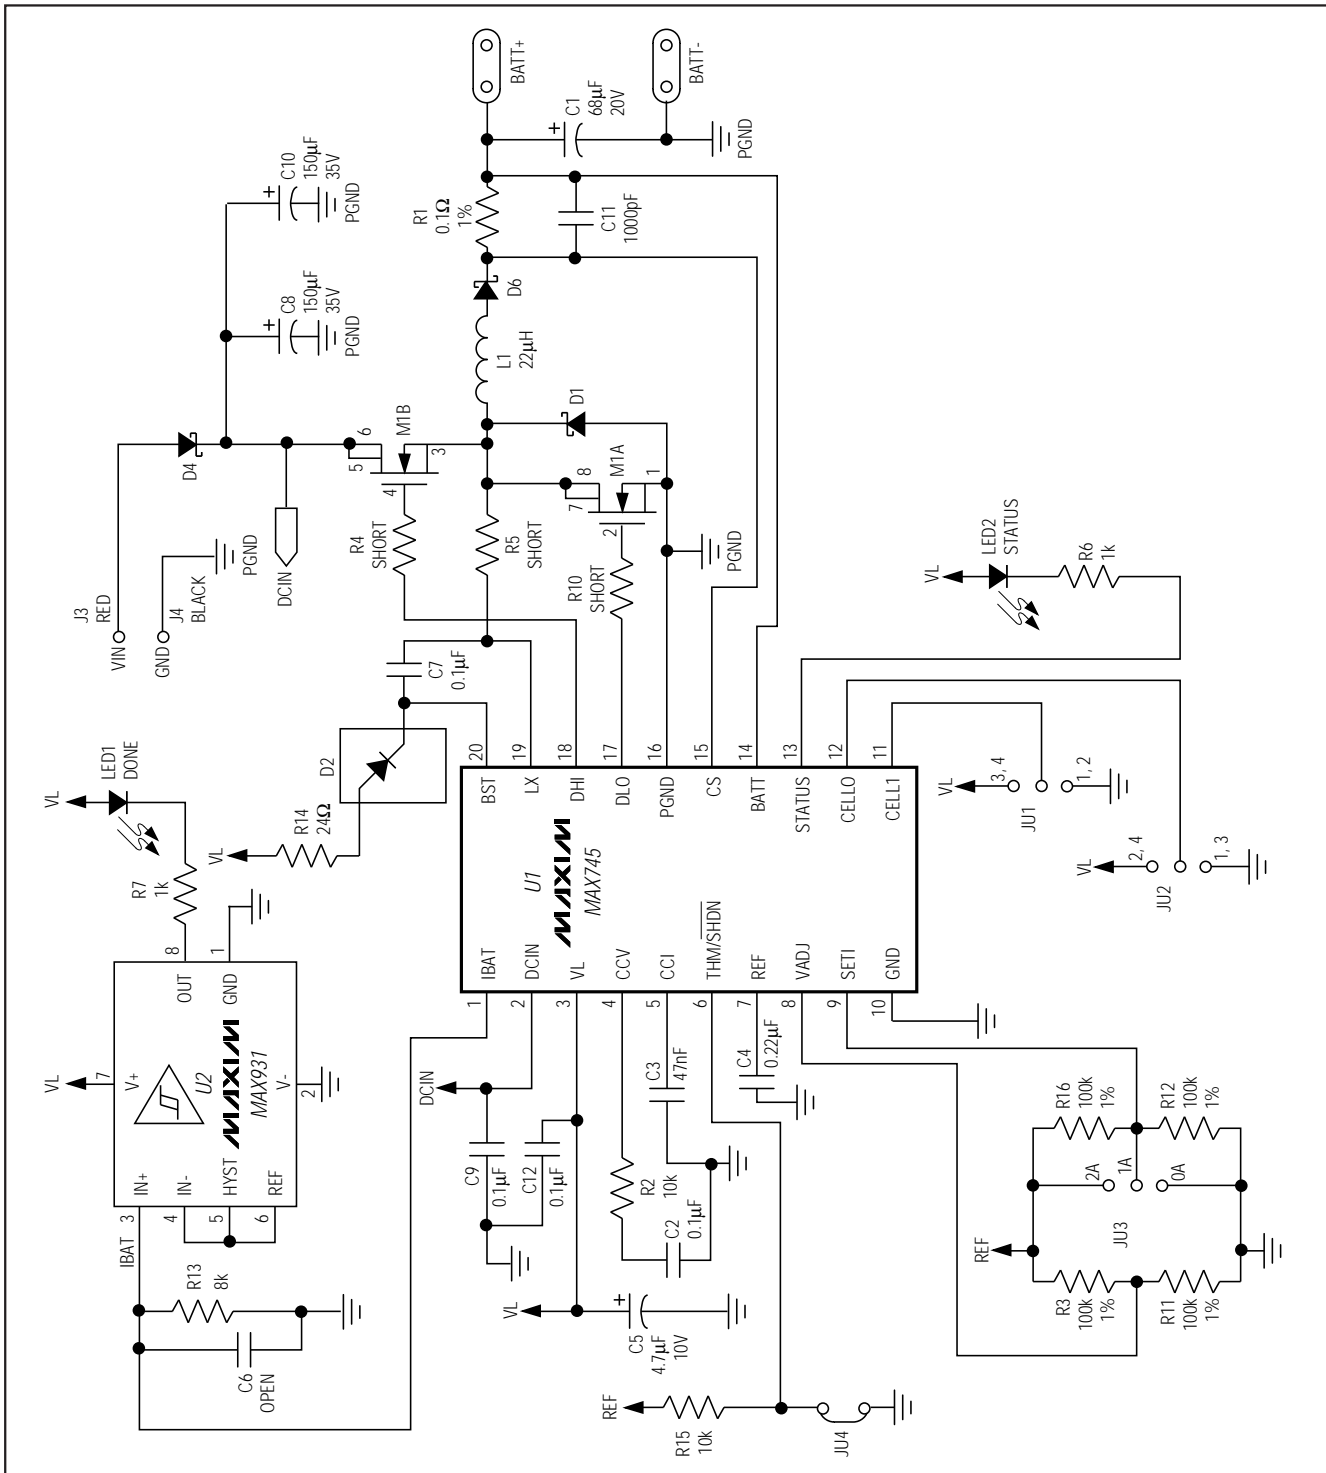 BATT+
BATT-
C1
68µF
20V
PGND
C10
150µF
35V
PGND
C8
150µF
35V
PGND
R1
0.1Ω
1%
C11
1000pF
D6
L1
22µH
D1
D4
M1B
6
5
4
3
M1A
8
7
2
1
R4
SHORT
R5
SHORT
R10
SHORT
PGND
J3
RED
VIN
J4
BLACK
GND
PGND
DCIN
C7
0.1µF
D2
R14
24Ω
VL
VL
LED1
DONE
R7
1k
VL
LED2
STATUS
R6
1k
VL
3, 4
JU1
1, 2
VL
2, 4
JU2
1, 3
20
19
18
17
16
15
14
13
12
11
BST
LX
DHI
DLO
PGND
CS
BATT
STATUS
CELLO
CELL1
U1
MAXIM
MAX745
IBAT
DCIN
VL
CCV
CCI
THM/SHDN
REF
VADJ
SETI
GND
1
2
3
4
5
6
7
8
9
10
VL
7
V+
8
OUT
1
GND
U2
MAXIM
MAX931
V-
2
IN+
IN-
HYST
REF
3
4
5
6
IBAT
R13
8k
C6
OPEN
DCIN
C9
0.1µF
C12
0.1µF
VL
C5
4.7µF
10V
R2
10k
C2
0.1µF
C3
47nF
C4
0.22µF
REF
R15
10k
JU4
REF
R16
100k
1%
R12
100k
1%
2A
1A
0A
JU3
R3
100k
1%
R11
100k
1%